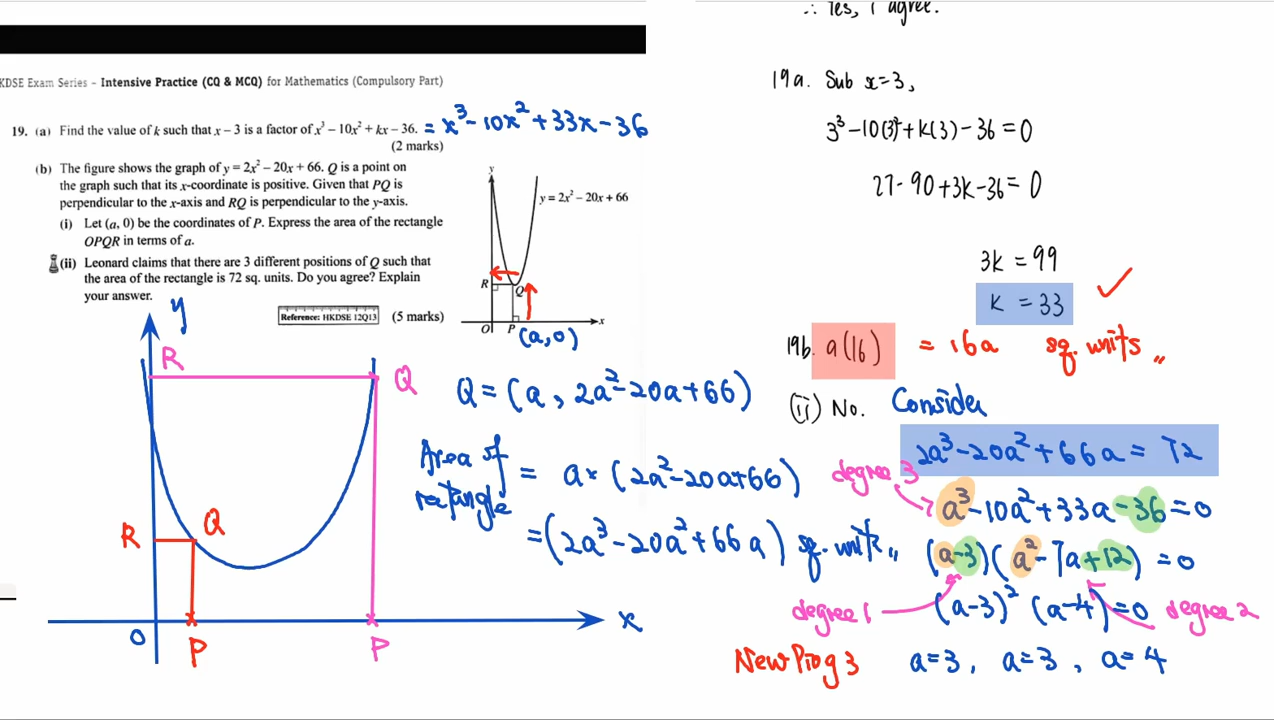 KDSE Exam Series – Intensive Practice (CQ & MCQ) for Mathematics (Compulsory Part)
19. (a) Find the value of k such that x – 3 is a factor of x³ – 10x² + kx – 36. = x³ - 10x² + 33x - 36
(2 marks)
(b) The figure shows the graph of y = 2x² – 20x + 66. Q is a point on
the graph such that its x-coordinate is positive. Given that PQ is
perpendicular to the x-axis and RQ is perpendicular to the y-axis.
(i) Let (a, 0) be the coordinates of P. Express the area of the rectangle
OPQR in terms of a.
(ii) Leonard claims that there are 3 different positions of Q such that
the area of the rectangle is 72 sq. units. Do you agree? Explain
your answer.
Reference: HKDSE 12Q13 (5 marks)
y
y = 2x² – 20x + 66
R
Q
O
P
x
(a, 0)
y
R
Q
R
Q
O
P
P
x
Q = (a, 2a² - 20a + 66)
Area of
rectangle
= a × (2a² - 20a + 66)
= (2a³ - 20a² + 66a) sq. units,,
∴ Yes, I agree.
19a. Sub x=3,
3³ - 10(3)² + k(3) - 36 = 0
27 - 90 + 3k - 36 = 0
3k = 99
k = 33
19b. a(16) = 16a sq. units,,
(ii) No. Consider
2a³ - 20a² + 66a = 72
degree 3
a³ - 10a² + 33a - 36 = 0
(a-3)(a² - 7a + 12) = 0
degree 1
(a-3)² (a-4) = 0
degree 2
New Prog 3
a=3, a=3, a=4